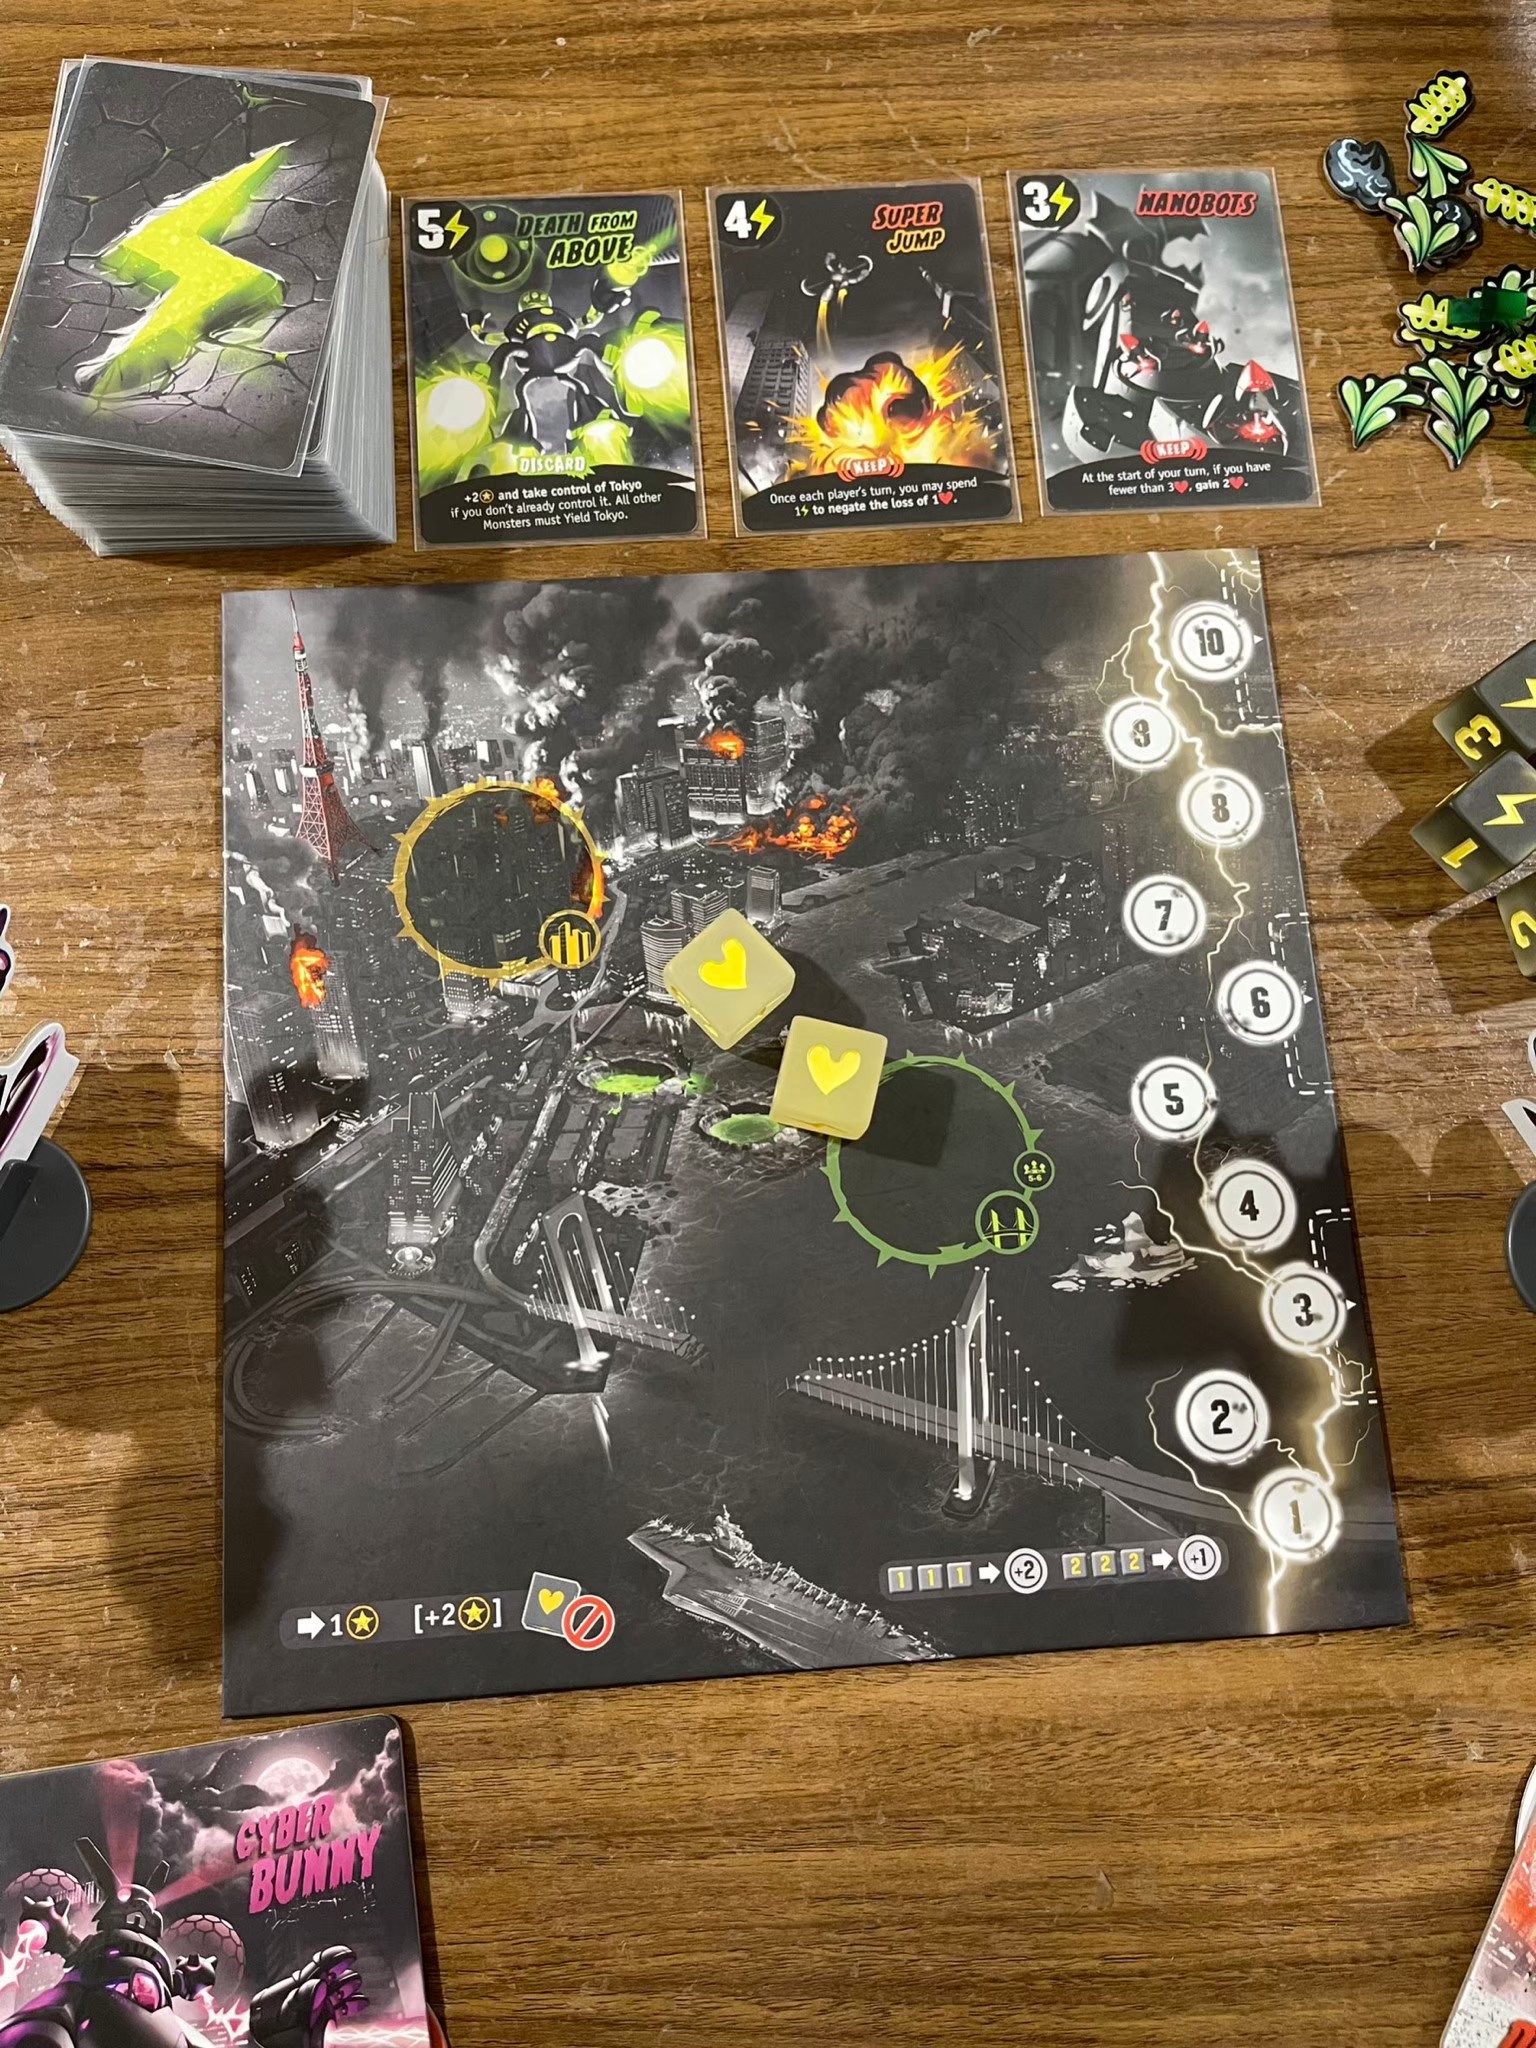 5
DEATH FROM
ABOVE
DISCARD
+2 and take control of Tokyo
if you don't already control it. All other
Monsters must Yield Tokyo.
4
SUPER
JUMP
KEEP
Once each player's turn, you may spend
1 to negate the loss of 1.
3
NANOBOTS
KEEP
At the start of your turn, if you have
fewer than 3, gain 2.
10
9
8
7
6
5
4
3
2
1
5-6
3
1
2
1 1 1 +2 2 2 2 +1
1 [+2]
CYBER
BUNNY